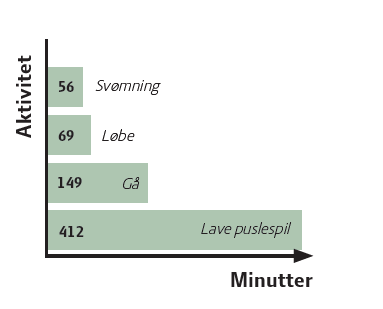 Aktivitet
56 Svømning
69 Løbe
149 Gå
412 Lave puslespil
Minutter